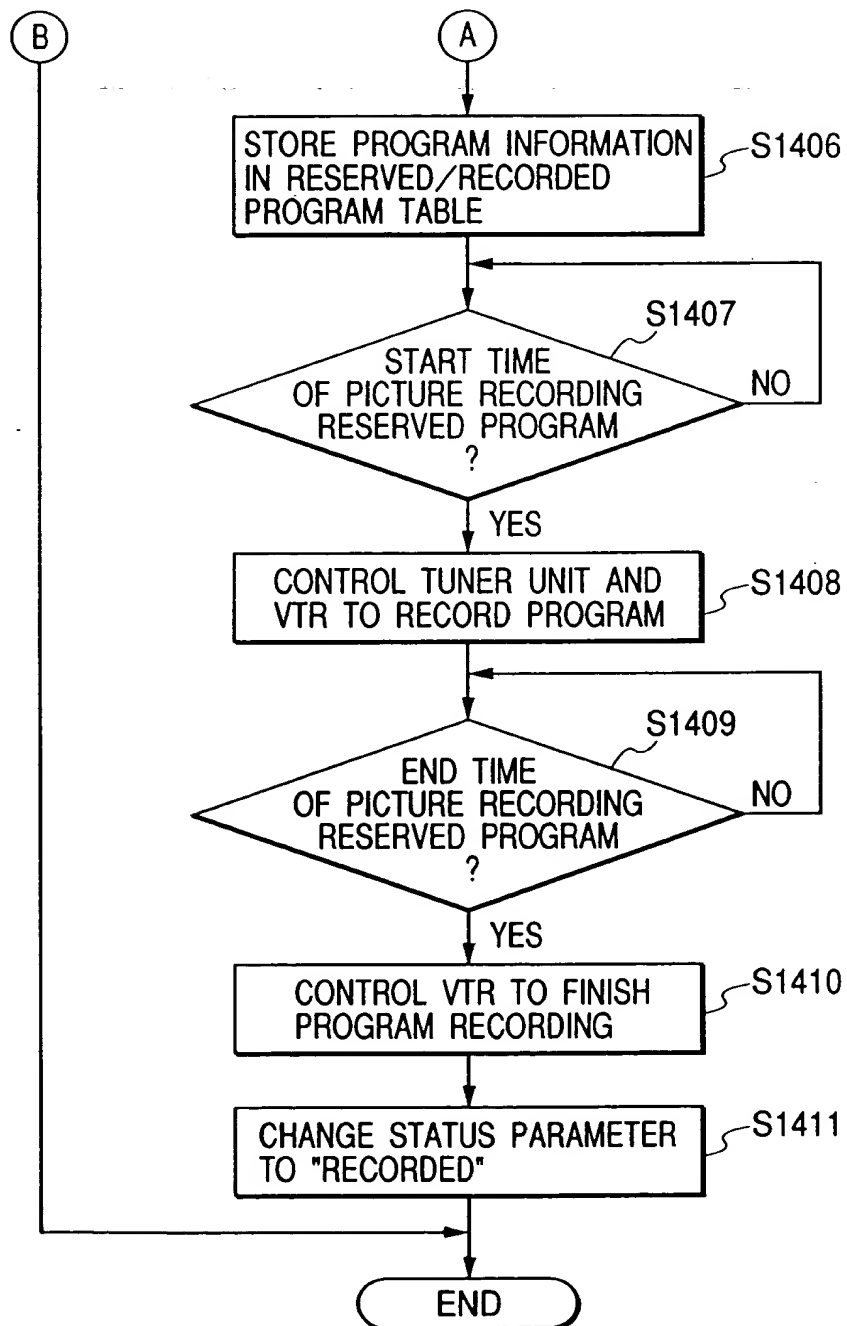 B
A
STORE PROGRAM INFORMATION
IN RESERVED/RECORDED
PROGRAM TABLE
S1406
S1407
START TIME
OF PICTURE RECORDING
RESERVED PROGRAM
?
NO
YES
CONTROL TUNER UNIT AND
VTR TO RECORD PROGRAM
S1408
S1409
END TIME
OF PICTURE RECORDING
RESERVED PROGRAM
?
NO
YES
CONTROL VTR TO FINISH
PROGRAM RECORDING
S1410
CHANGE STATUS PARAMETER
TO "RECORDED"
S1411
END